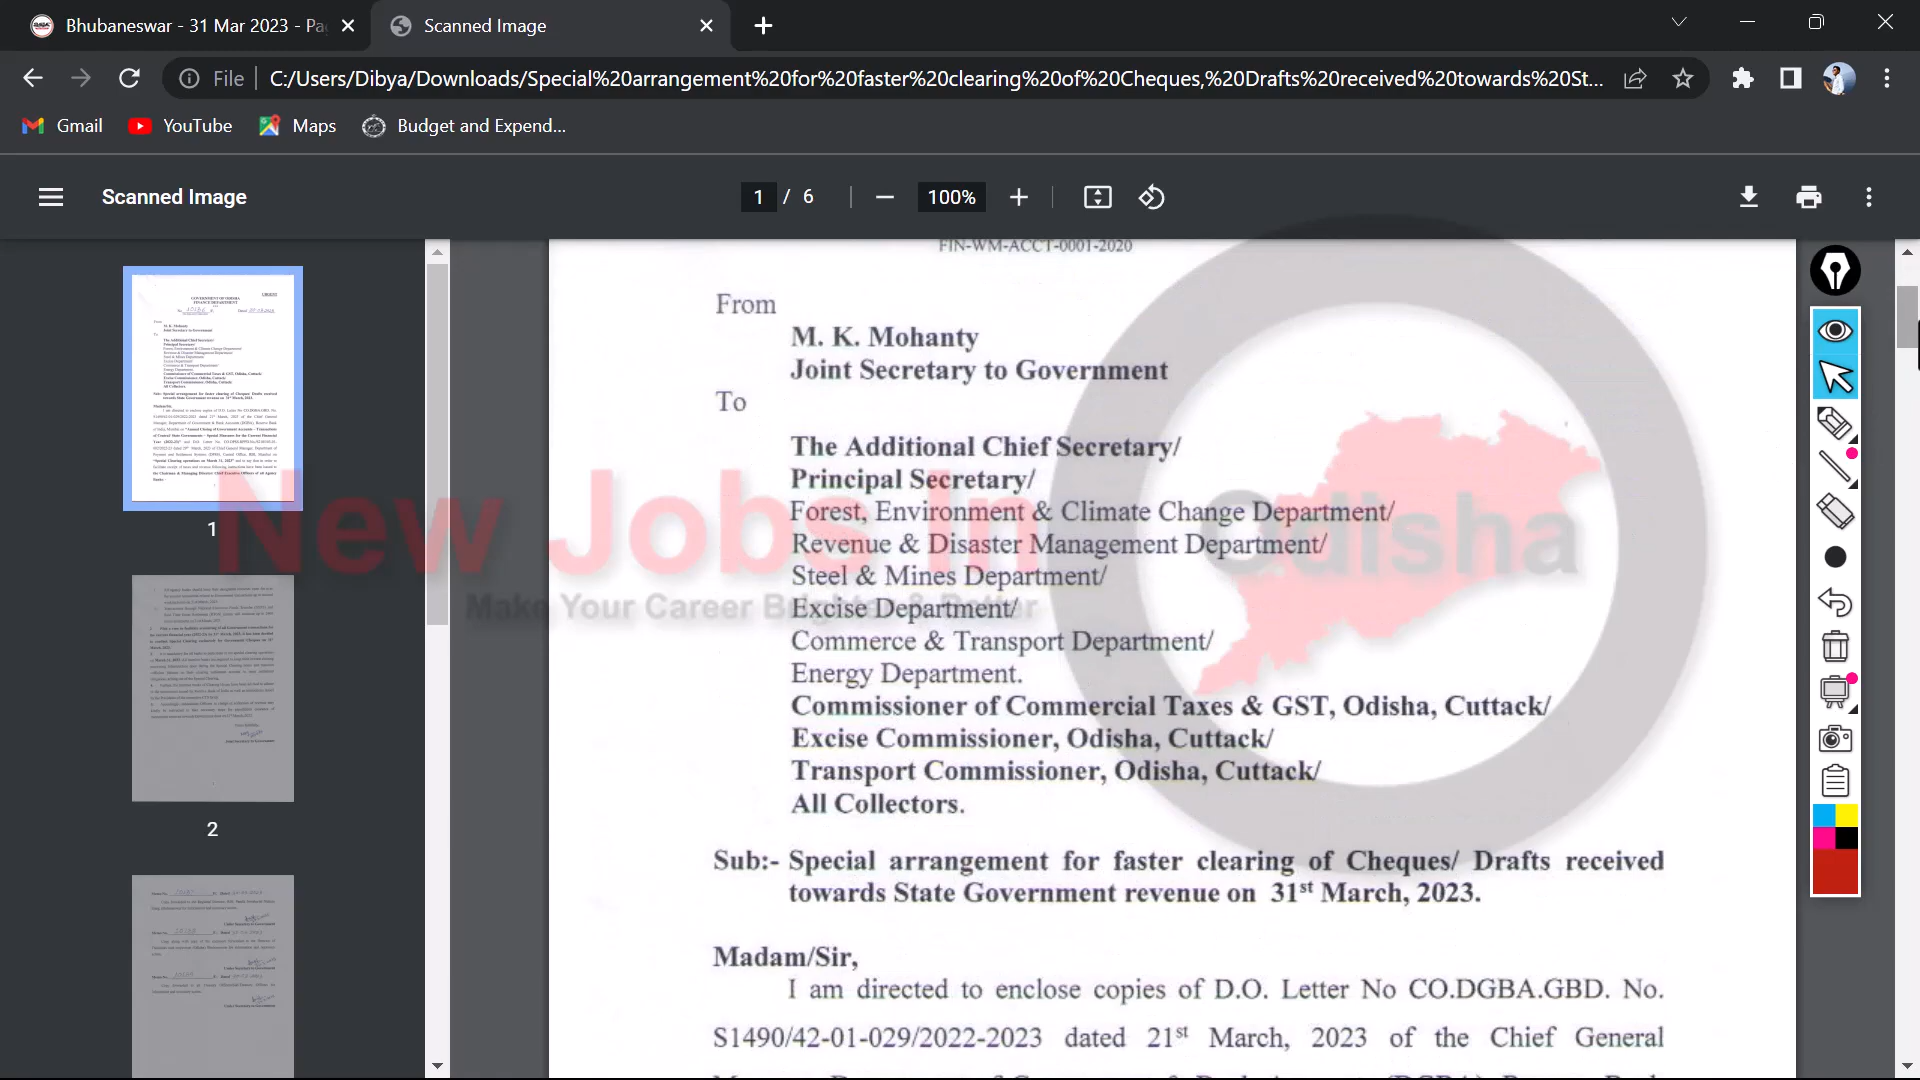 Bhubaneswar - 31 Mar 2023 - Pa
Scanned Image
File
C:/Users/Dibya/Downloads/Special%20arrangement%20for%20faster%20clearing%20of%20Cheques,%20Drafts%20received%20towards%20St...
Gmail
YouTube
Maps
Budget and Expend...
Scanned Image
1 / 6
100%
FIN-WM-ACCT-0001-2020
From
M. K. Mohanty
Joint Secretary to Government
To
The Additional Chief Secretary/
Principal Secretary/
Forest, Environment & Climate Change Department/
Revenue & Disaster Management Department/
Steel & Mines Department/
Excise Department/
Commerce & Transport Department/
Energy Department.
Commissioner of Commercial Taxes & GST, Odisha, Cuttack/
Excise Commissioner, Odisha, Cuttack/
Transport Commissioner, Odisha, Cuttack/
All Collectors.
Sub:- Special arrangement for faster clearing of Cheques/ Drafts received
towards State Government revenue on 31st March, 2023.
Madam/Sir,
I am directed to enclose copies of D.O. Letter No CO.DGBA.GBD. No.
S1490/42-01-029/2022-2023 dated 21st March, 2023 of the Chief General
New Jobs In Odisha
Make Your Career Brighter & Better
1
2